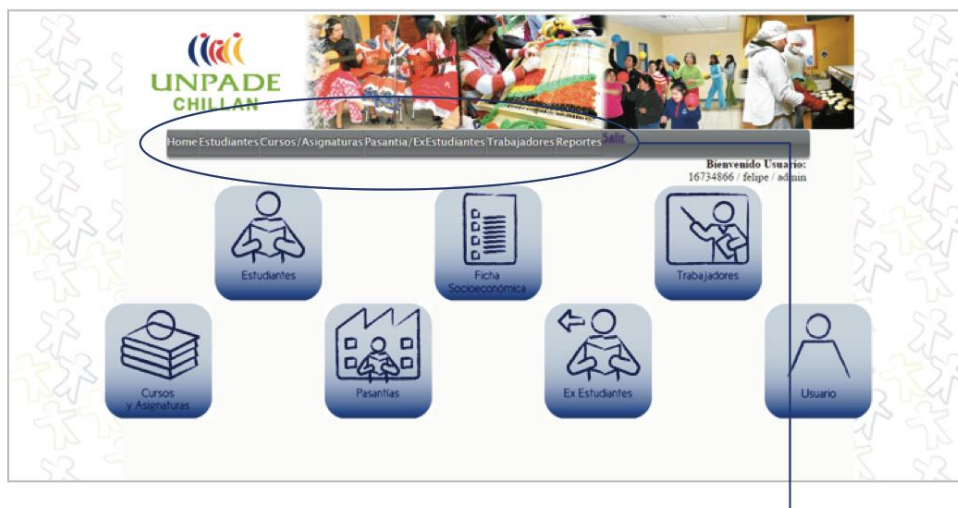 UNPADE
CHILLAN
Home Estudiantes Cursos/Asignaturas Pasantia/ExEstudiantes Trabajadores Reportes Salir
Bienvenido Usuario:
16734866 / felipe / admin
Estudiantes
Ficha
Socioeconómica
Trabajadores
Cursos
y Asignaturas
Pasantías
Ex Estudiantes
Usuario